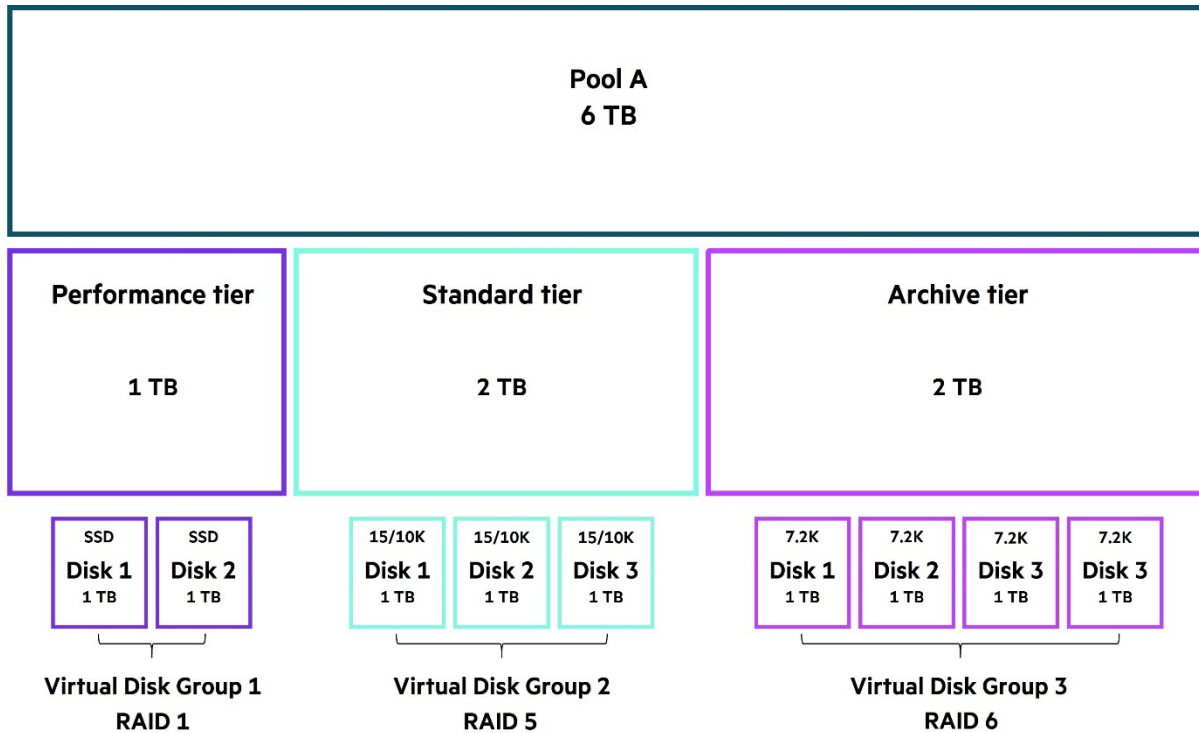 Pool A
6 TB
Performance tier
1 TB
Standard tier
2 TB
Archive tier
2 TB
SSD
Disk 1
1 TB
SSD
Disk 2
1 TB
15/10K
Disk 1
1 TB
15/10K
Disk 2
1 TB
15/10K
Disk 3
1 TB
7.2K
Disk 1
1 TB
7.2K
Disk 2
1 TB
7.2K
Disk 3
1 TB
7.2K
Disk 3
1 TB
Virtual Disk Group 1
RAID 1
Virtual Disk Group 2
RAID 5
Virtual Disk Group 3
RAID 6